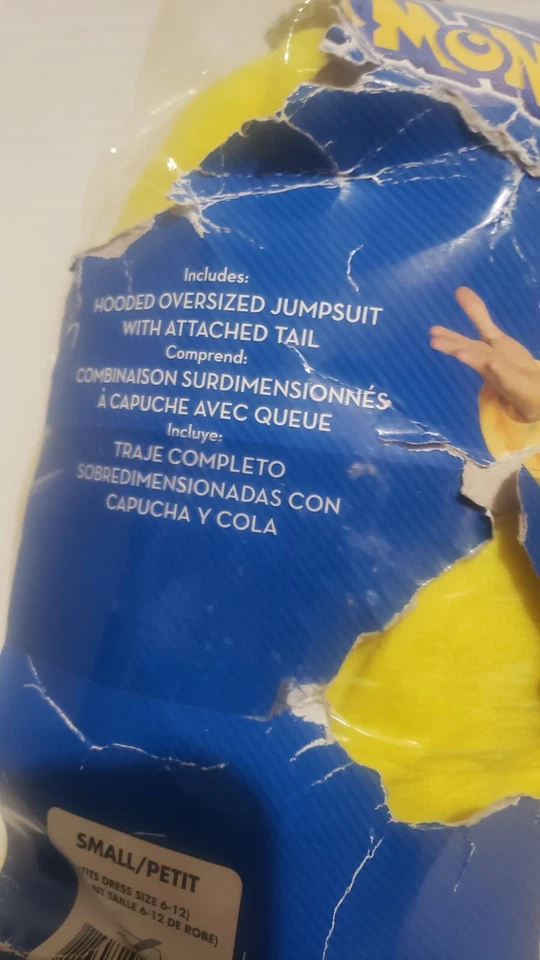 MON
Includes:
HOODED OVERSIZED JUMPSUIT
WITH ATTACHED TAIL
Comprend:
COMBINAISON SURDIMENSIONNÉS
À CAPUCHE AVEC QUEUE
Incluye:
TRAJE COMPLETO
SOBREDIMENSIONADAS CON
CAPUCHA Y COLA
SMALL/PETIT
DRESS SIZE 6-12)
TAILLE 6-12 DE ROBE)